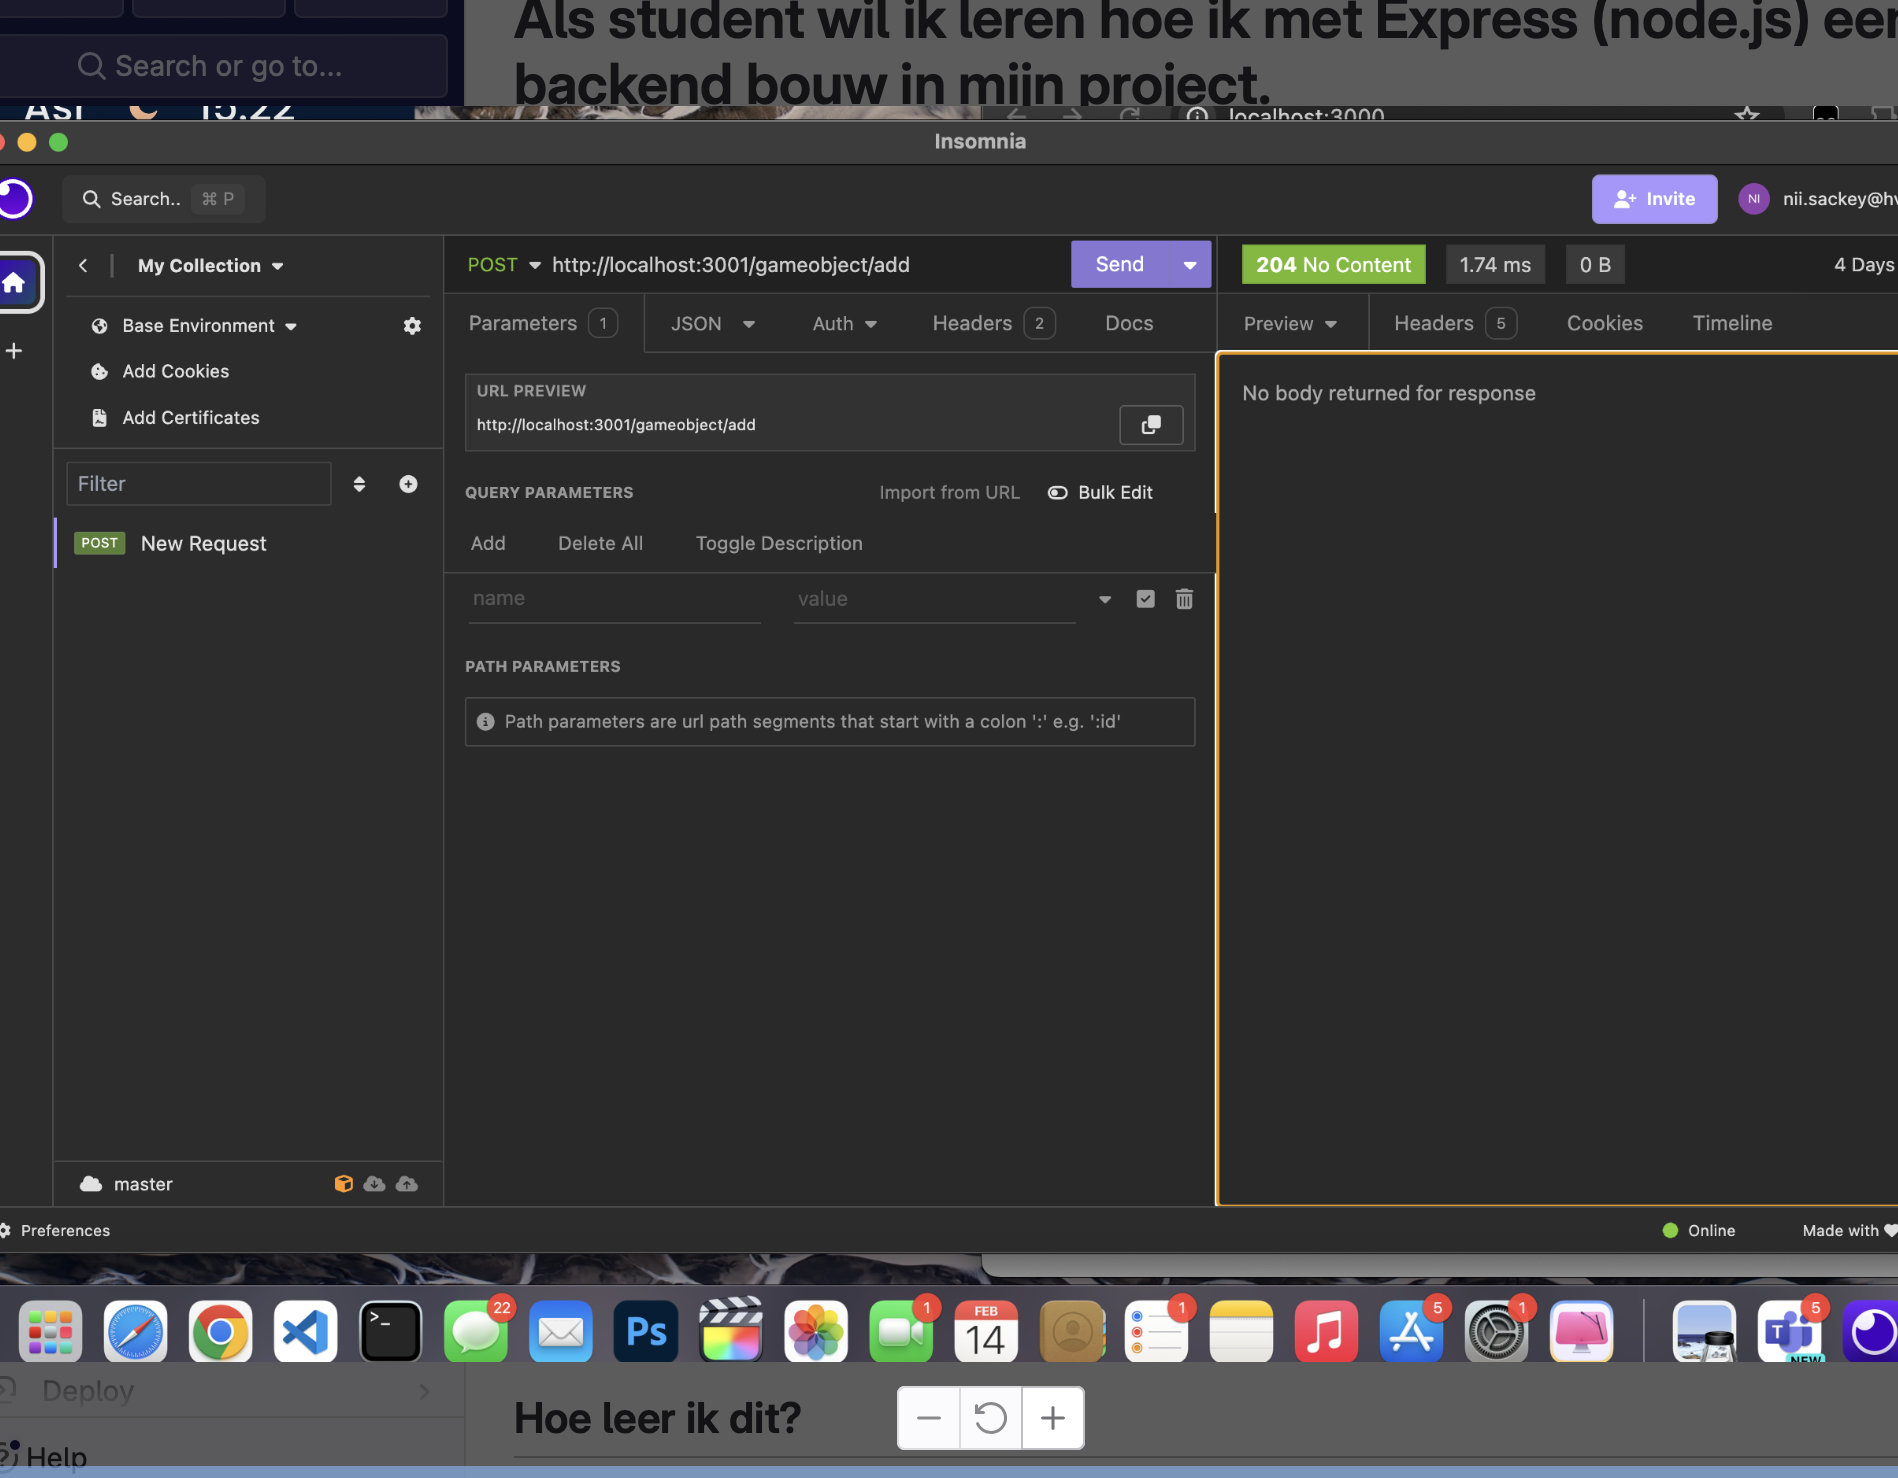 Als student wil ik leren hoe ik met Express (node.js) een
backend bouw in mijn project.
Search or go to...
15.22
localhost:3000
Insomnia
Search.. ⌘ P
Invite
NI
nii.sackey@hv
My Collection
POST http://localhost:3001/gameobject/add
Send
204 No Content
1.74 ms
0 B
4 Days
Base Environment
Add Cookies
Add Certificates
Parameters 1
JSON
Auth
Headers 2
Docs
Preview
Headers 5
Cookies
Timeline
URL PREVIEW
http://localhost:3001/gameobject/add
No body returned for response
Filter
QUERY PARAMETERS
Import from URL
Bulk Edit
POST New Request
Add
Delete All
Toggle Description
name
value
PATH PARAMETERS
Path parameters are url path segments that start with a colon ':' e.g. ':id'
master
Preferences
Online
Made with
22
Ps
1
FEB
14
1
5
1
5
T
NEW
Deploy
Hoe leer ik dit?
Help